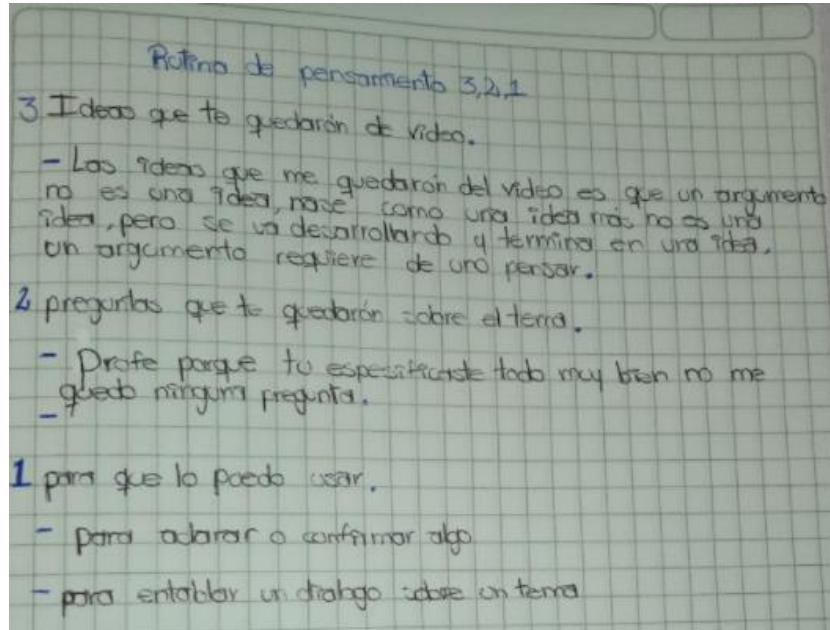 Rutina de pensamiento 3,2,1
3 Ideas que te quedarón de video.
- Las ideas que me quedarón del video es que un argumento
no es una idea, nase como una idea más no es una
idea, pero se va desarrollando y termina en una idea.
un argumento requiere de uno pensar.
2 preguntas que te quedarón sobre el tema.
- Profe porque tu especificaste todo muy bien no me
quedo ninguna pregunta.
-
1 para que lo puedo usar.
- para aclarar o confirmar algo
- para entablar un dialogo sobre un tema